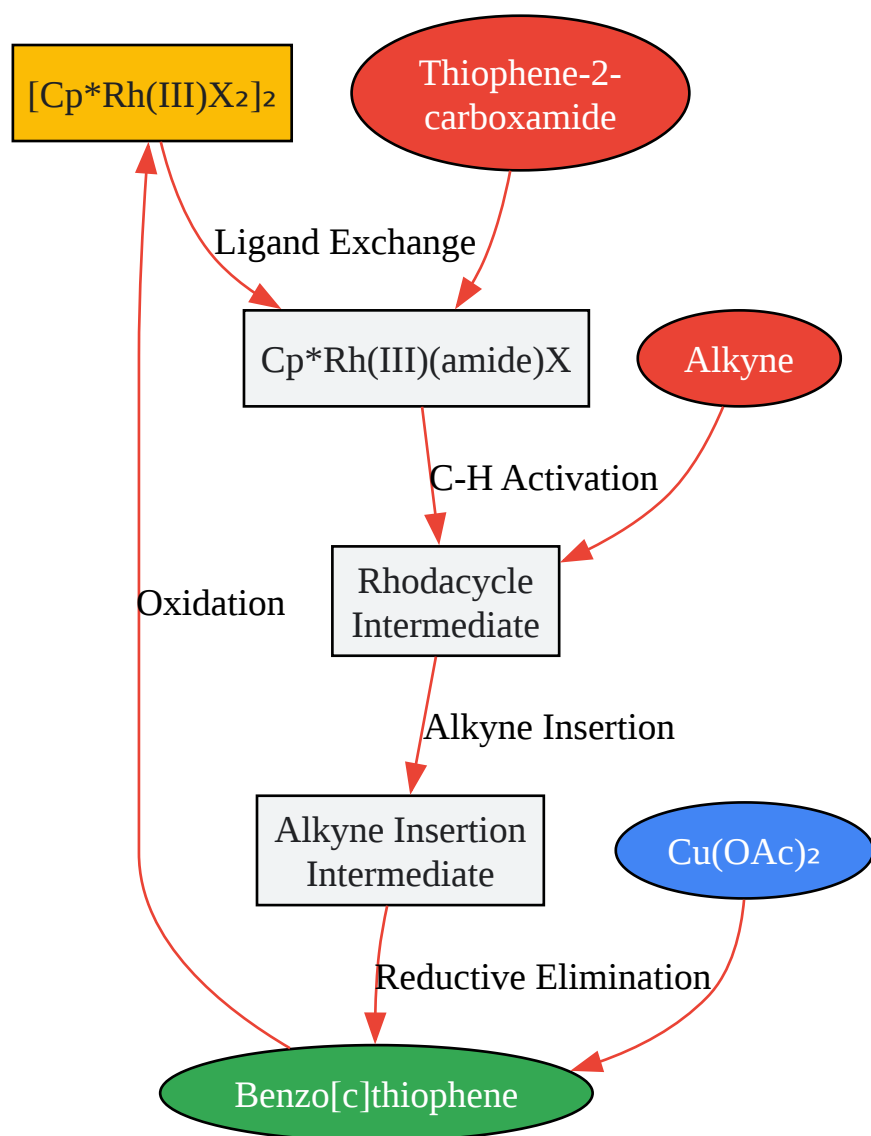 [Cp*Rh(III)X₂]₂
Thiophene-2-
carboxamide
Ligand Exchange
Cp*Rh(III)(amide)X
Alkyne
C-H Activation
Rhodacycle
Intermediate
Oxidation
Alkyne Insertion
Alkyne Insertion
Intermediate
Cu(OAc)₂
Reductive Elimination
Benzo[c]thiophene